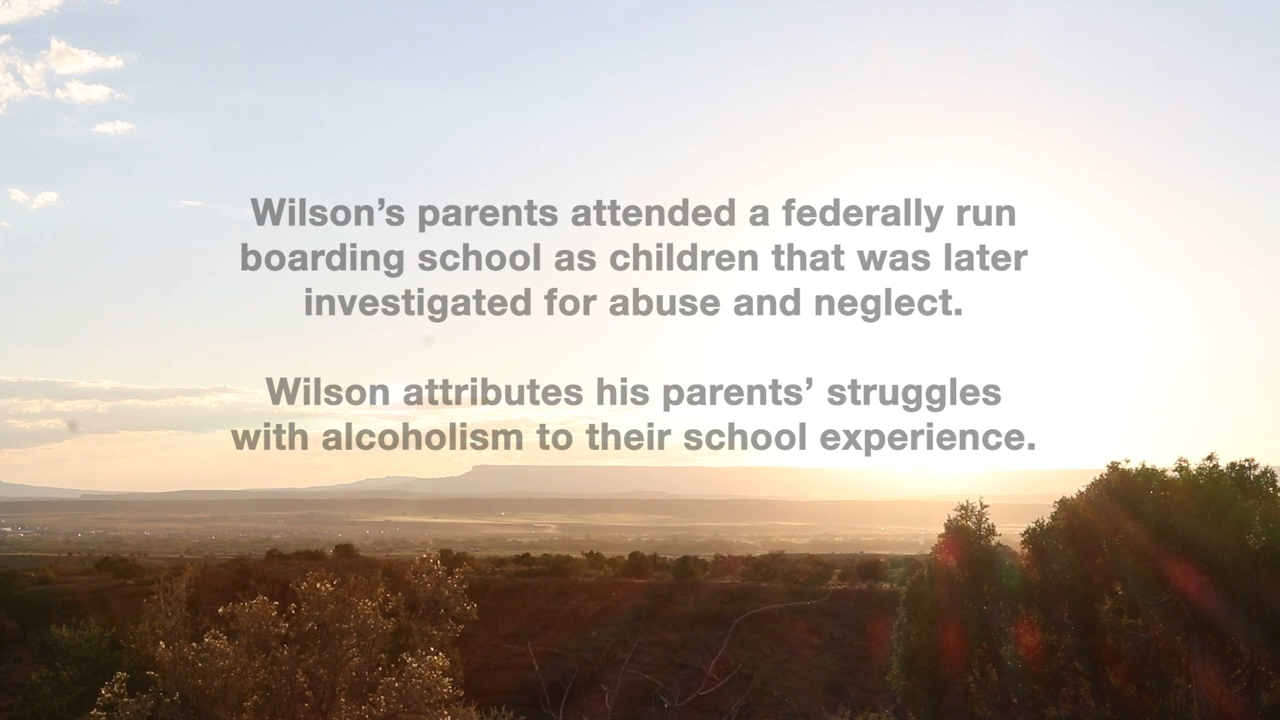 Wilson’s parents attended a federally run
boarding school as children that was later
investigated for abuse and neglect.
Wilson attributes his parents’ struggles
with alcoholism to their school experience.